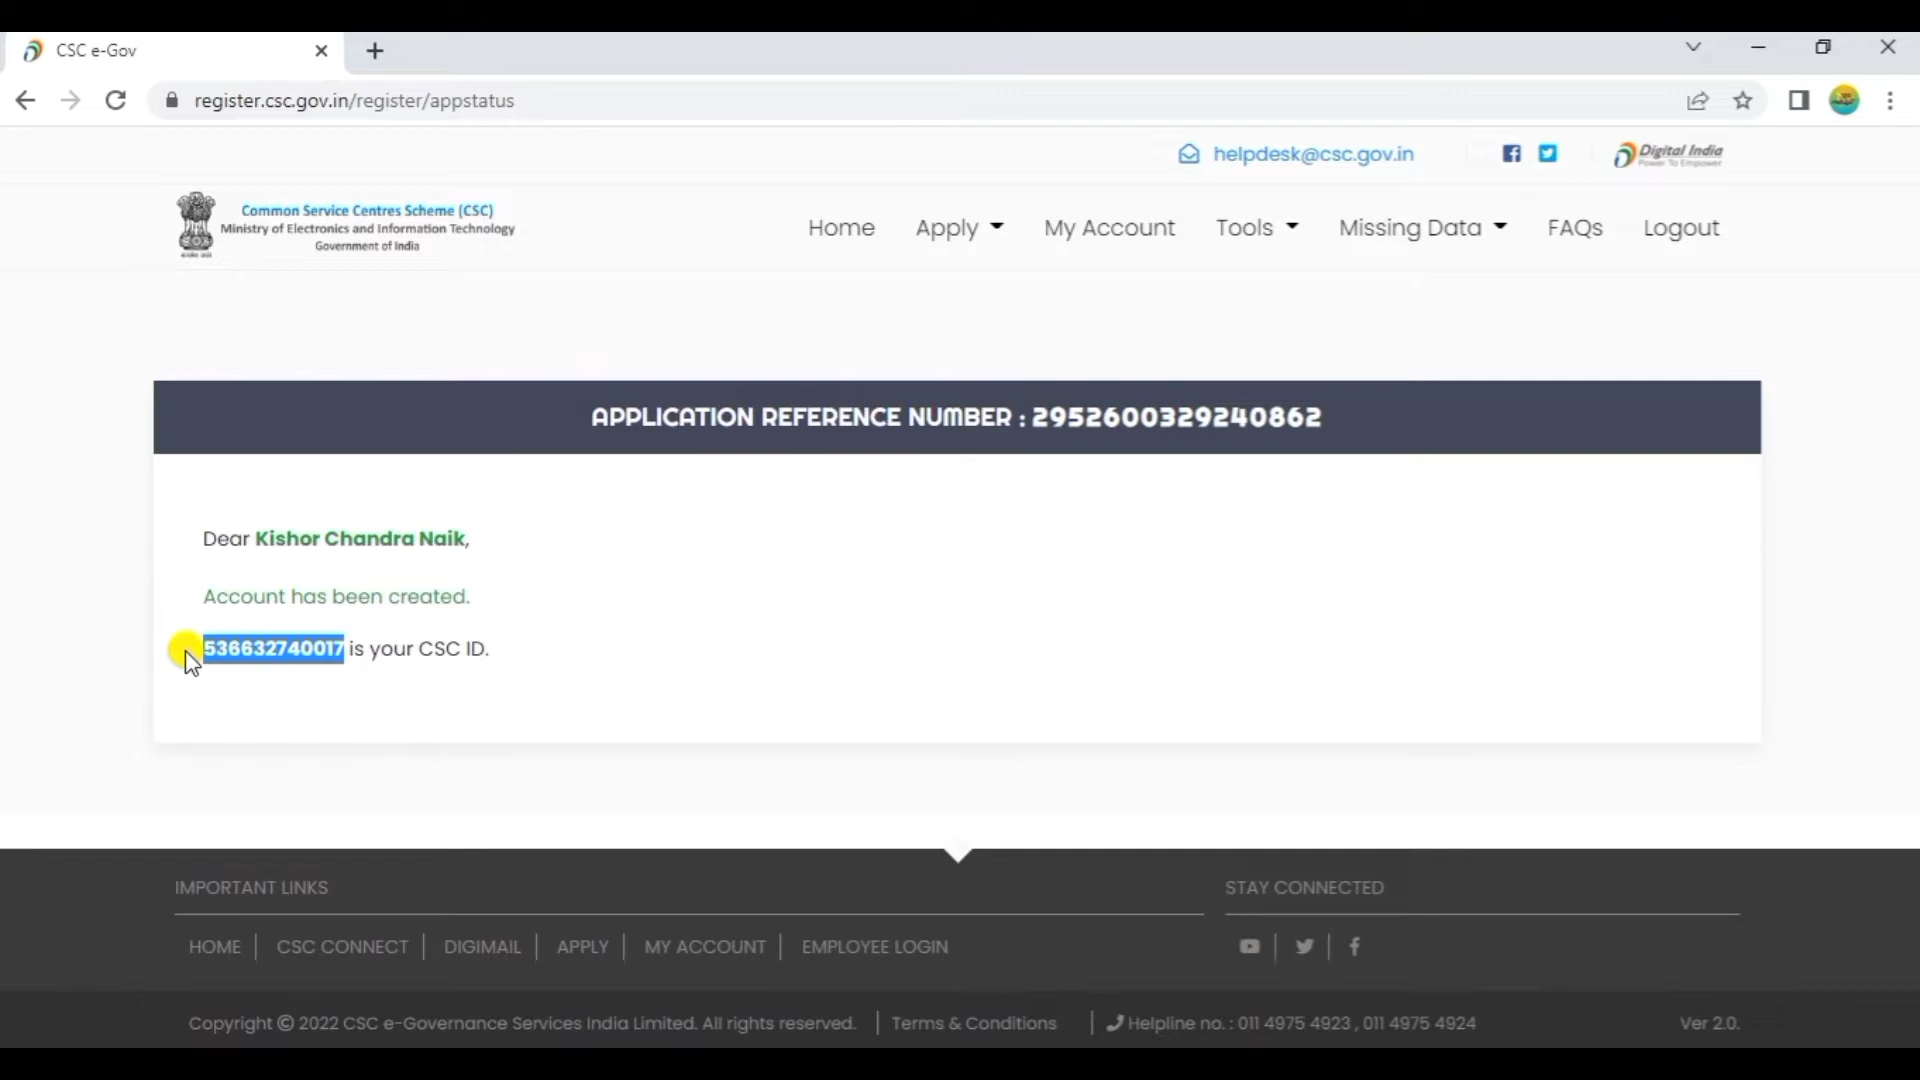 CSC e-Gov
register.csc.gov.in/register/appstatus
helpdesk@csc.gov.in
Digital India
Power To Empower
Common Service Centres Scheme (CSC)
Ministry of Electronics and Information Technology
Government of India
Home Apply My Account Tools Missing Data FAQs Logout
APPLICATION REFERENCE NUMBER : 2952600329240862
Dear Kishor Chandra Naik,
Account has been created.
536632740017 is your CSC ID.
IMPORTANT LINKS
STAY CONNECTED
HOME CSC CONNECT DIGIMAIL APPLY MY ACCOUNT EMPLOYEE LOGIN
Copyright © 2022 CSC e-Governance Services India Limited. All rights reserved. Terms & Conditions Helpline no. : 011 4975 4923 , 011 4975 4924 Ver 2.0.